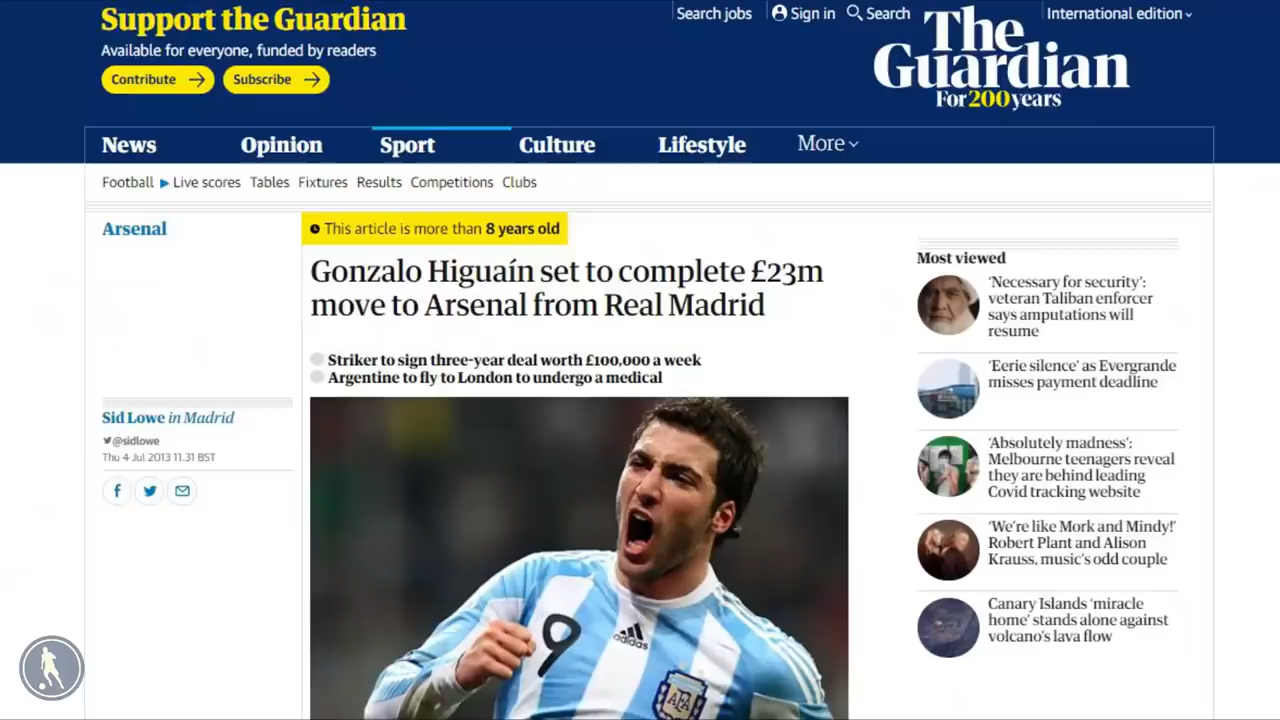 Support the Guardian
Available for everyone, funded by readers
Contribute
Subscribe
Search jobs
Sign in
Search
International edition
The
Guardian
For 200 years
News
Opinion
Sport
Culture
Lifestyle
More
Football
Live scores
Tables
Fixtures
Results
Competitions
Clubs
Arsenal
This article is more than 8 years old
Gonzalo Higuaín set to complete £23m
move to Arsenal from Real Madrid
Striker to sign three-year deal worth £100,000 a week
Argentine to fly to London to undergo a medical
Sid Lowe in Madrid
@sidlowe
Thu 4 Jul 2013 11.31 BST
9
adidas
AFA
Most viewed
‘Necessary for security’:
veteran Taliban enforcer
says amputations will
resume
‘Eerie silence’ as Evergrande
misses payment deadline
‘Absolutely madness’:
Melbourne teenagers reveal
they are behind leading
Covid tracking website
‘We’re like Mork and Mindy!’
Robert Plant and Alison
Krauss, music’s odd couple
Canary Islands ‘miracle
home’ stands alone against
volcano’s lava flow